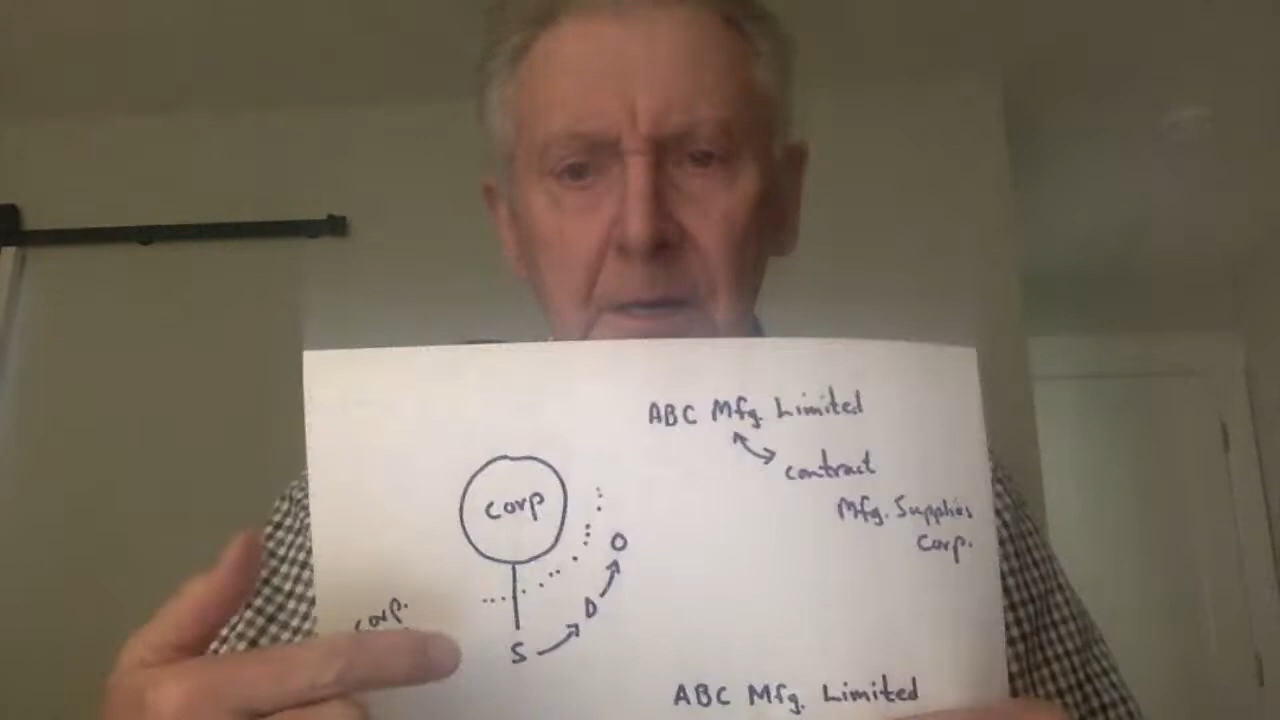 ABC Mfg. Limited
contract
Mfg. Supplies
Corp.
corp
S
D
O
corp.
ABC Mfg. Limited